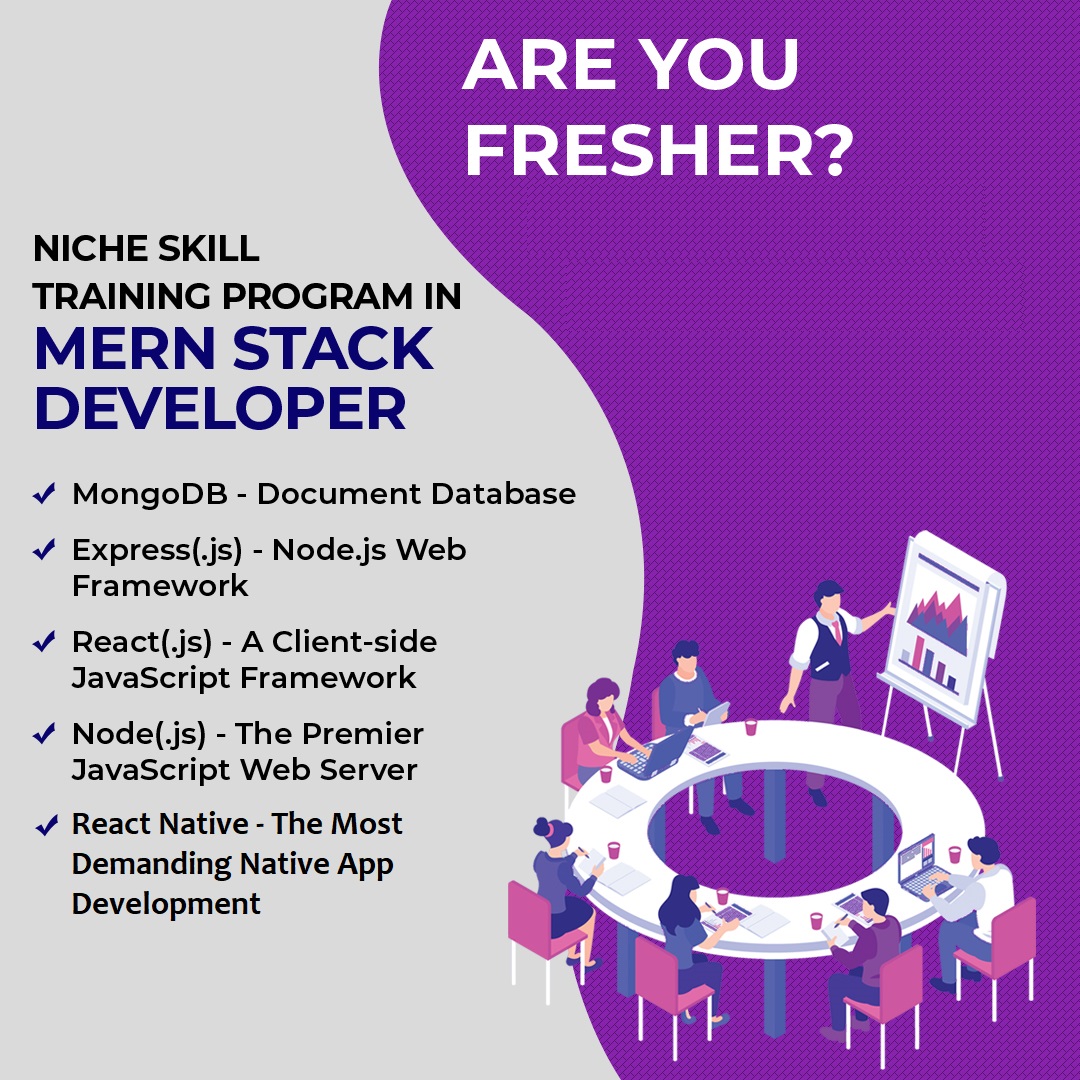 ARE YOU
FRESHER?
NICHE SKILL
TRAINING PROGRAM IN
MERN STACK
DEVELOPER
MongoDB - Document Database
Express(.js) - Node.js Web
Framework
React(.js) - A Client-side
JavaScript Framework
Node(.js) - The Premier
JavaScript Web Server
React Native - The Most
Demanding Native App
Development